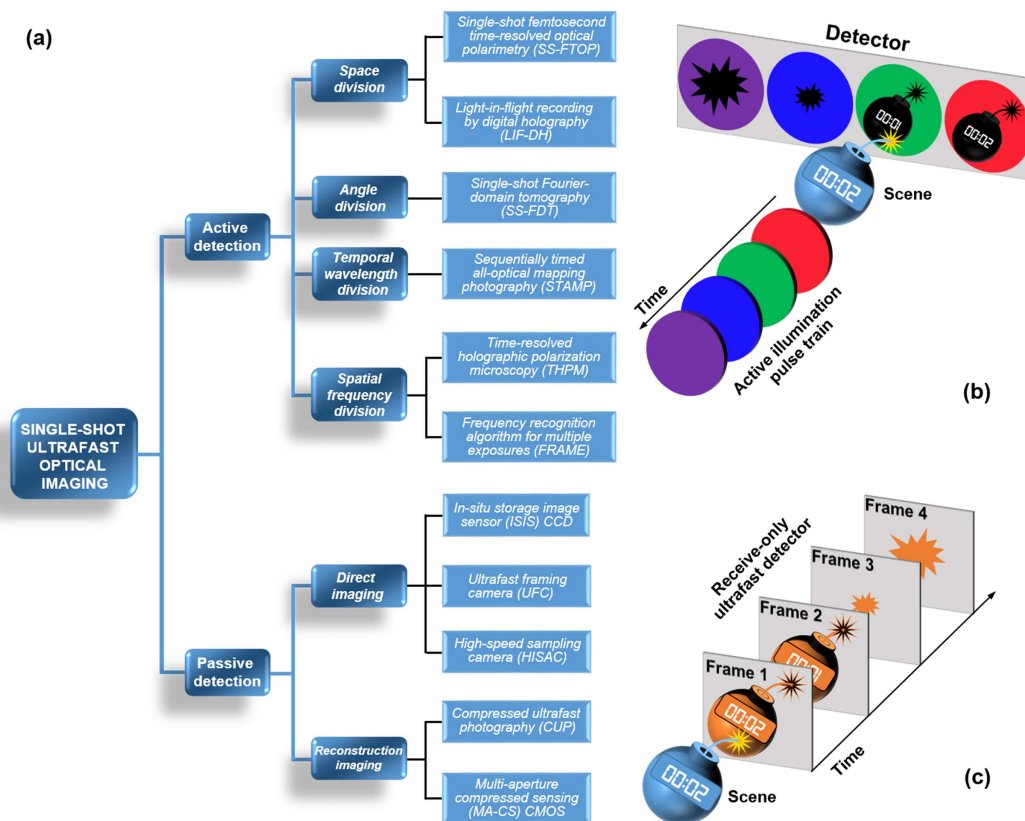 (a)
SINGLE-SHOT
ULTRAFAST
OPTICAL
IMAGING
Active
detection
Space
division
Single-shot femtosecond
time-resolved optical
polarimetry (SS-FTOP)
Light-in-flight recording
by digital holography
(LIF-DH)
Angle
division
Single-shot Fourier-
domain tomography
(SS-FDT)
Temporal
wavelength
division
Sequentially timed
all-optical mapping
photography (STAMP)
Spatial
frequency
division
Time-resolved
holographic polarization
microscopy (THPM)
Frequency recognition
algorithm for multiple
exposures (FRAME)
Passive
detection
Direct
imaging
In-situ storage image
sensor (ISIS) CCD
Ultrafast framing
camera (UFC)
High-speed sampling
camera (HISAC)
Reconstruction
imaging
Compressed ultrafast
photography (CUP)
Multi-aperture
compressed sensing
(MA-CS) CMOS
Detector
00:01
00:02
00:02
Scene
Time
Active illumination
pulse train
(b)
Receive-only
ultrafast detector
Frame 4
Frame 3
Frame 2
00:01
Frame 1
00:02
00:02
Scene
Time
(c)